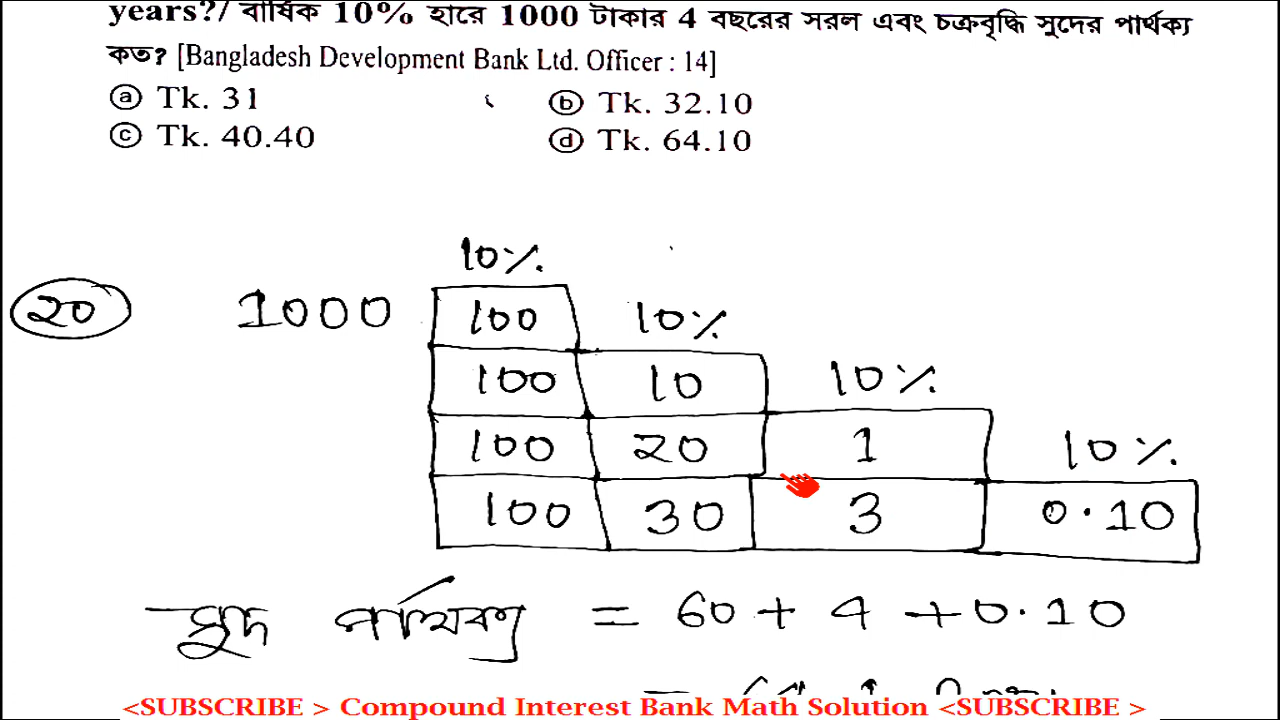 years?/ বার্ষিক 10% হারে 1000 টাকার 4 বছরের সরল এবং চক্রবৃদ্ধি সুদের পার্থক্য
কত? [Bangladesh Development Bank Ltd. Officer : 14]
ⓐ Tk. 31 ⓑ Tk. 32.10
ⓒ Tk. 40.40 ⓓ Tk. 64.10
10%
২০ 1000 100 10%
100 10 10%
100 20 1 10%
100 30 3 0.10
সুদ পার্থক্য = 60 + 4 + 0.10
<SUBSCRIBE > Compound Interest Bank Math Solution <SUBSCRIBE >